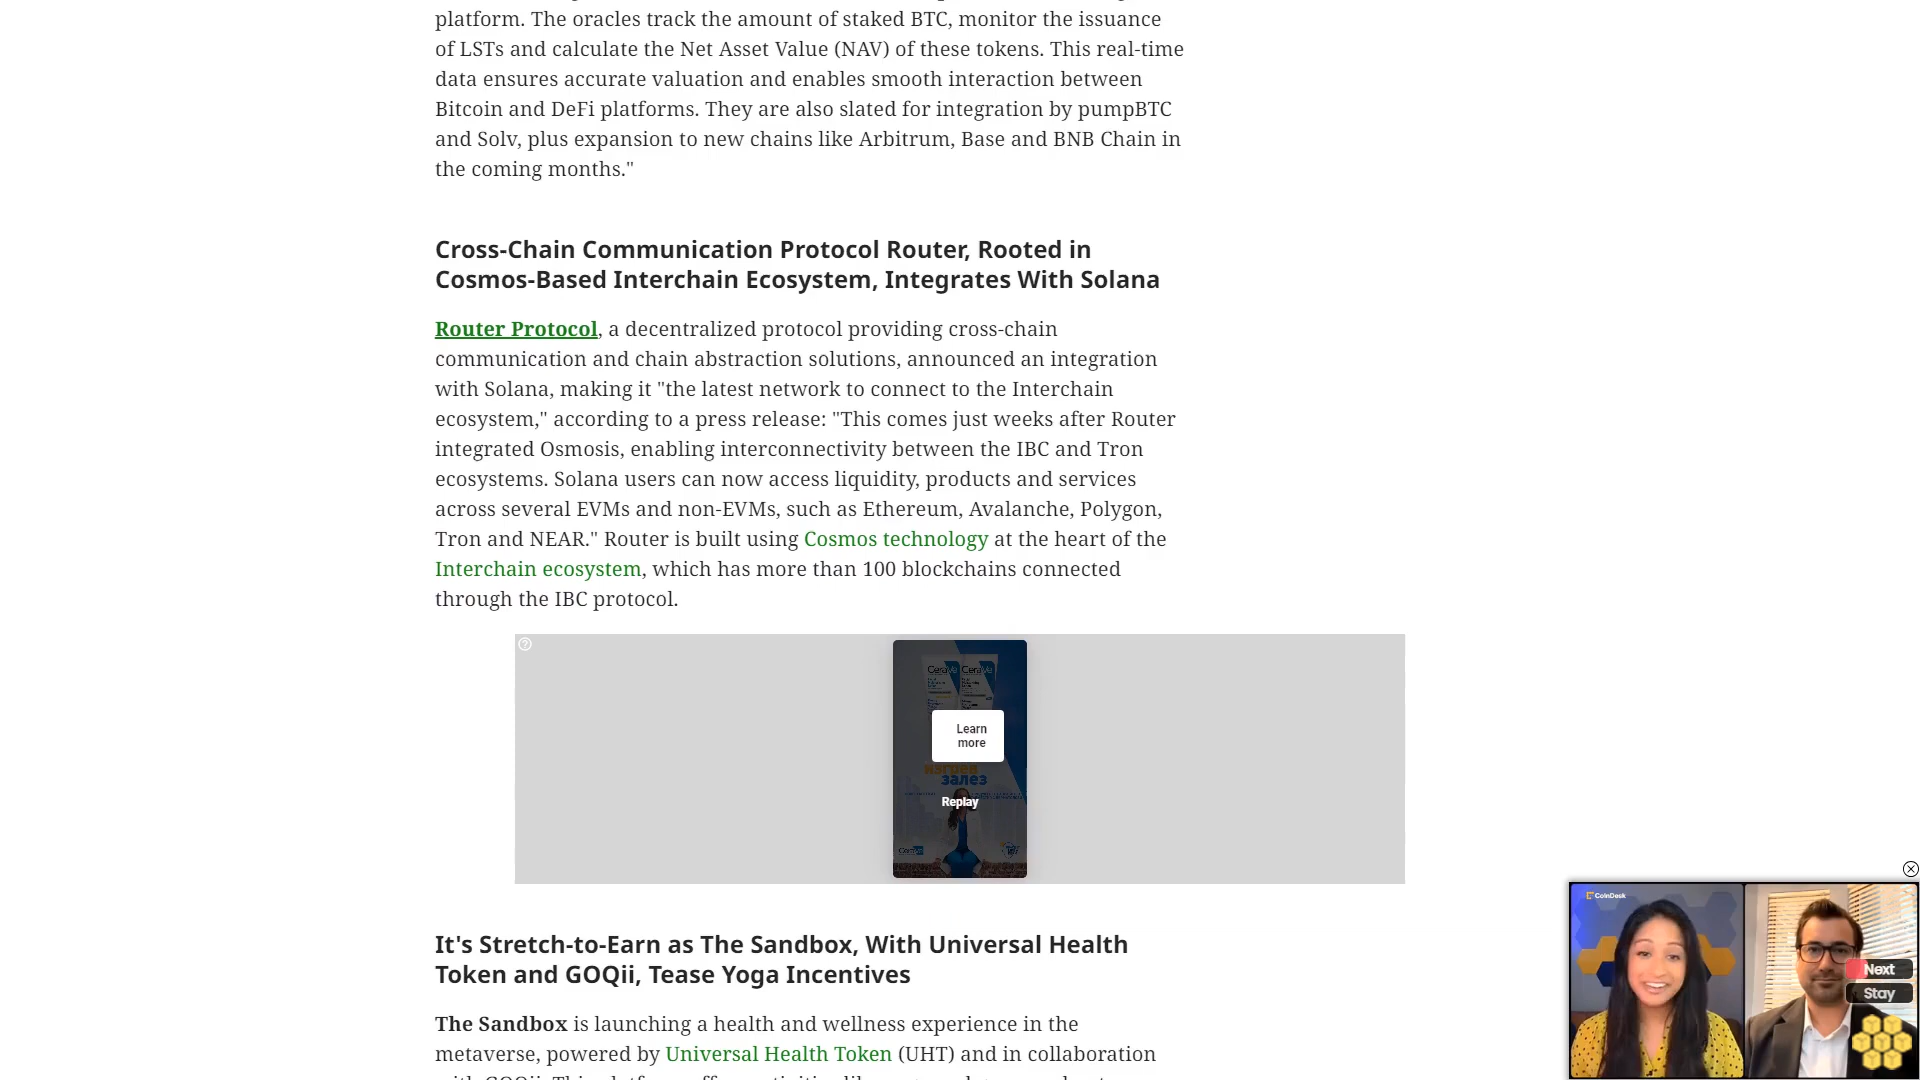 platform. The oracles track the amount of staked BTC, monitor the issuance
of LSTs and calculate the Net Asset Value (NAV) of these tokens. This real-time
data ensures accurate valuation and enables smooth interaction between
Bitcoin and DeFi platforms. They are also slated for integration by pumpBTC
and Solv, plus expansion to new chains like Arbitrum, Base and BNB Chain in
the coming months."
Cross-Chain Communication Protocol Router, Rooted in
Cosmos-Based Interchain Ecosystem, Integrates With Solana
Router Protocol, a decentralized protocol providing cross-chain
communication and chain abstraction solutions, announced an integration
with Solana, making it "the latest network to connect to the Interchain
ecosystem," according to a press release: "This comes just weeks after Router
integrated Osmosis, enabling interconnectivity between the IBC and Tron
ecosystems. Solana users can now access liquidity, products and services
across several EVMs and non-EVMs, such as Ethereum, Avalanche, Polygon,
Tron and NEAR." Router is built using Cosmos technology at the heart of the
Interchain ecosystem, which has more than 100 blockchains connected
through the IBC protocol.
CeraVe CeraVe
Learn
more
изгрев
залез
Replay
CeraVe
It's Stretch-to-Earn as The Sandbox, With Universal Health
Token and GOQii, Tease Yoga Incentives
The Sandbox is launching a health and wellness experience in the
metaverse, powered by Universal Health Token (UHT) and in collaboration
CoinDesk
Next
Stay